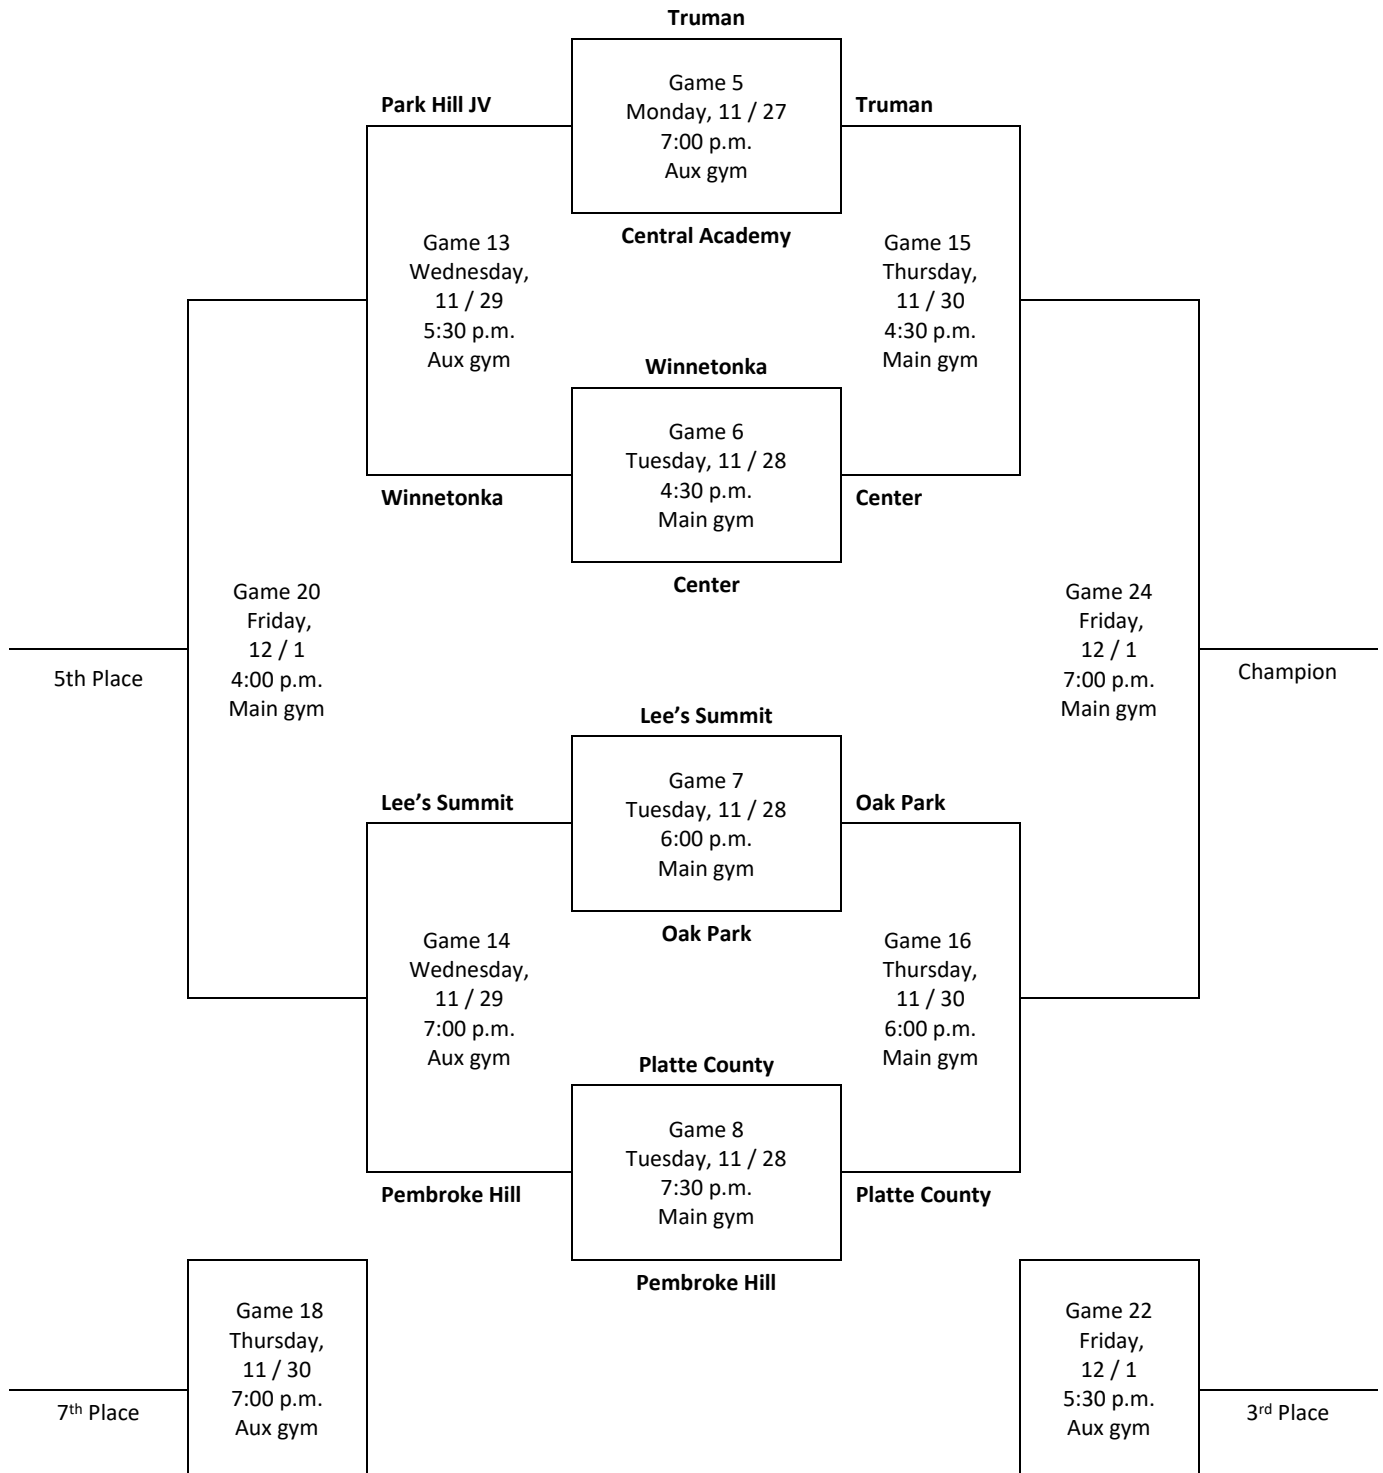 Truman
Game 5
Monday, 11 / 27
7:00 p.m.
Aux gym
Central Academy
Park Hill JV
Truman
Game 13
Wednesday,
11 / 29
5:30 p.m.
Aux gym
Game 15
Thursday,
11 / 30
4:30 p.m.
Main gym
Winnetonka
Game 6
Tuesday, 11 / 28
4:30 p.m.
Main gym
Center
Winnetonka
Center
Game 20
Friday,
12 / 1
4:00 p.m.
Main gym
5th Place
Game 24
Friday,
12 / 1
7:00 p.m.
Main gym
Champion
Lee’s Summit
Game 7
Tuesday, 11 / 28
6:00 p.m.
Main gym
Oak Park
Lee’s Summit
Oak Park
Game 14
Wednesday,
11 / 29
7:00 p.m.
Aux gym
Game 16
Thursday,
11 / 30
6:00 p.m.
Main gym
Platte County
Game 8
Tuesday, 11 / 28
7:30 p.m.
Main gym
Pembroke Hill
Pembroke Hill
Platte County
Game 18
Thursday,
11 / 30
7:00 p.m.
Aux gym
7th Place
Game 22
Friday,
12 / 1
5:30 p.m.
Aux gym
3rd Place